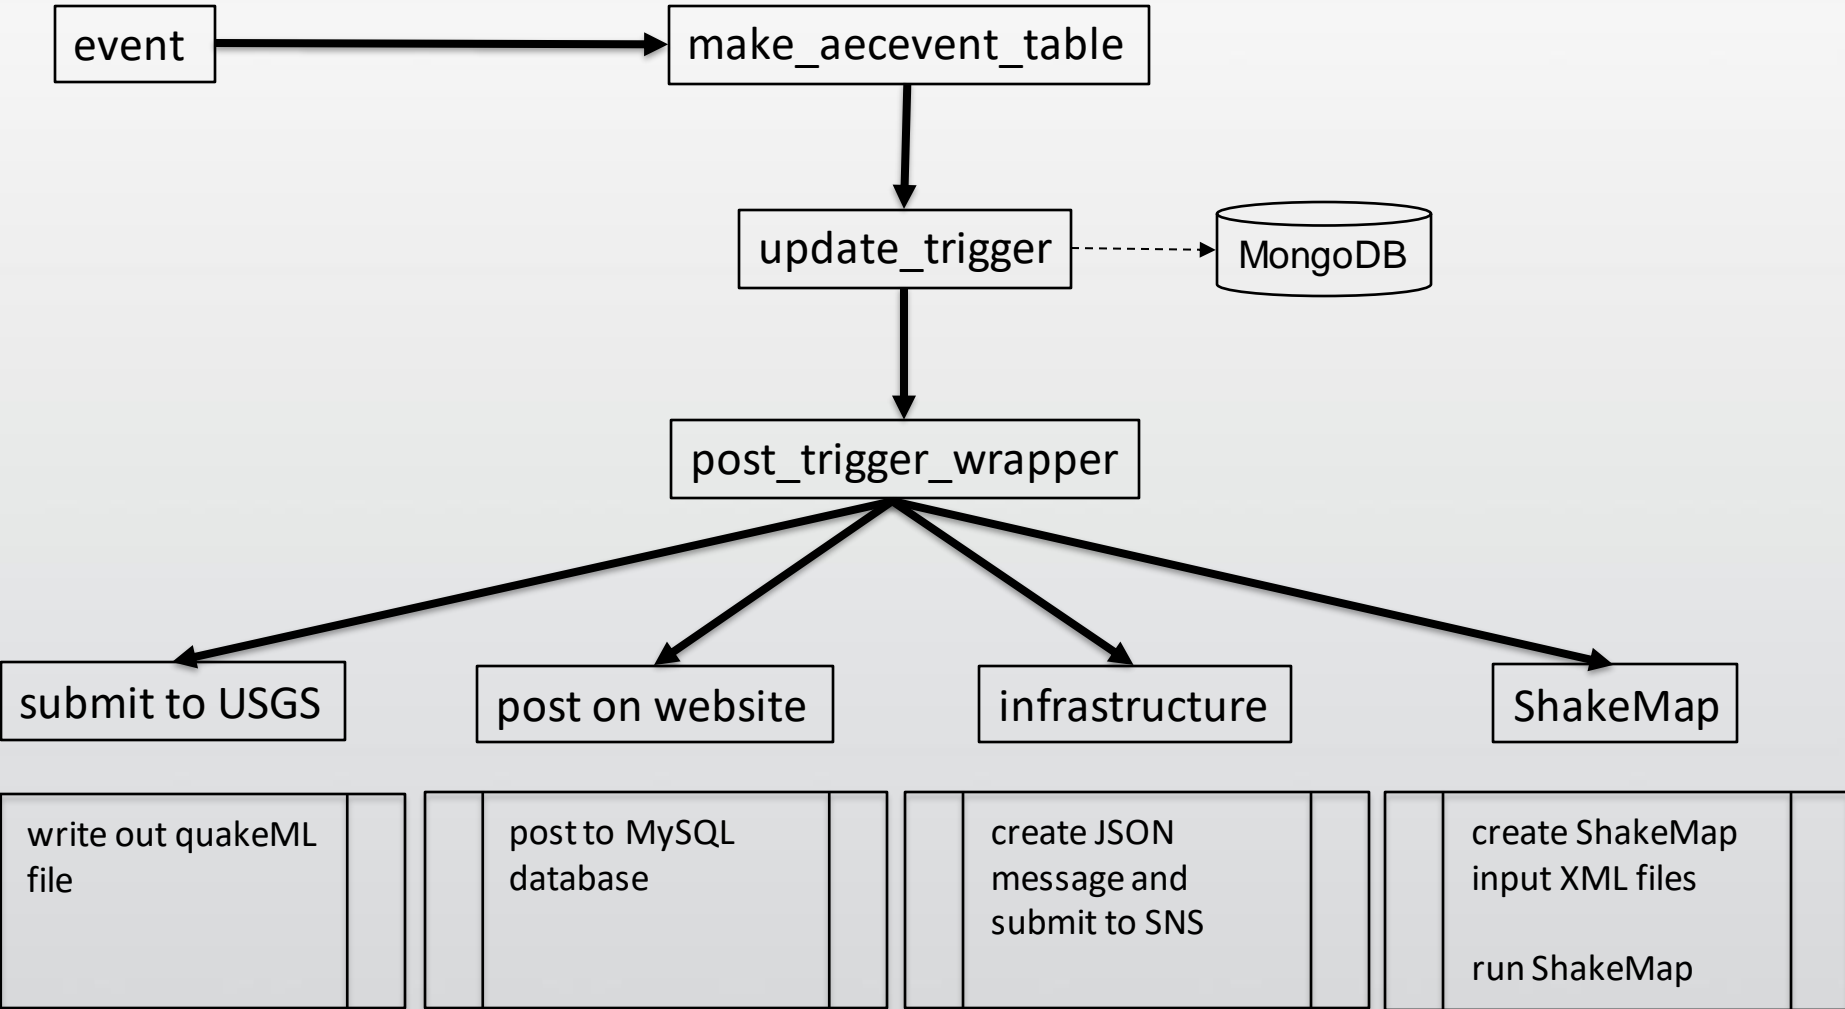 event
make_aecevent_table
update_trigger
MongoDB
post_trigger_wrapper
submit to USGS
post on website
infrastructure
ShakeMap
write out quakeML
file
post to MySQL
database
create JSON
message and
submit to SNS
create ShakeMap
input XML files
run ShakeMap